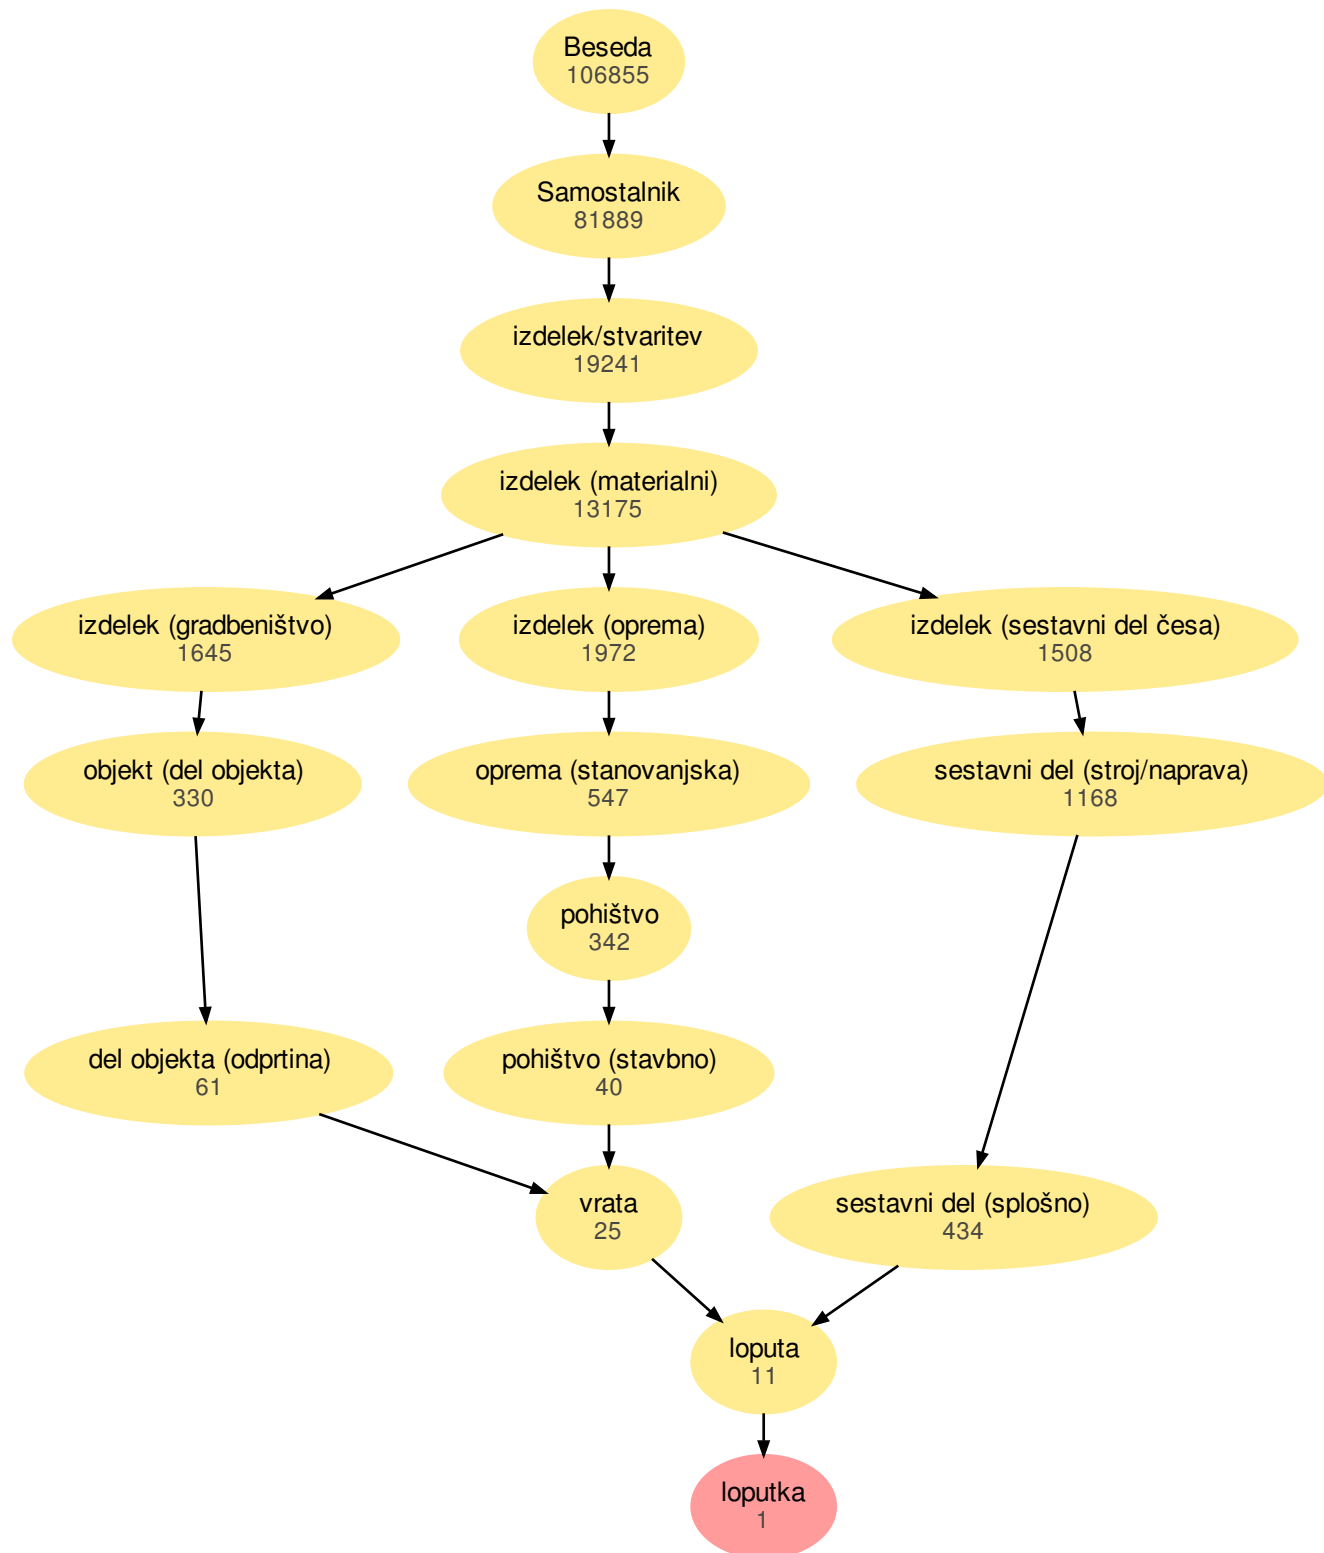 Beseda
106855
Samostalnik
81889
izdelek/stvaritev
19241
izdelek (materialni)
13175
izdelek (gradbeništvo)
1645
izdelek (oprema)
1972
izdelek (sestavni del česa)
1508
objekt (del objekta)
330
oprema (stanovanjska)
547
sestavni del (stroj/naprava)
1168
pohištvo
342
del objekta (odprtina)
61
pohištvo (stavbno)
40
vrata
25
sestavni del (splošno)
434
loputa
11
loputka
1